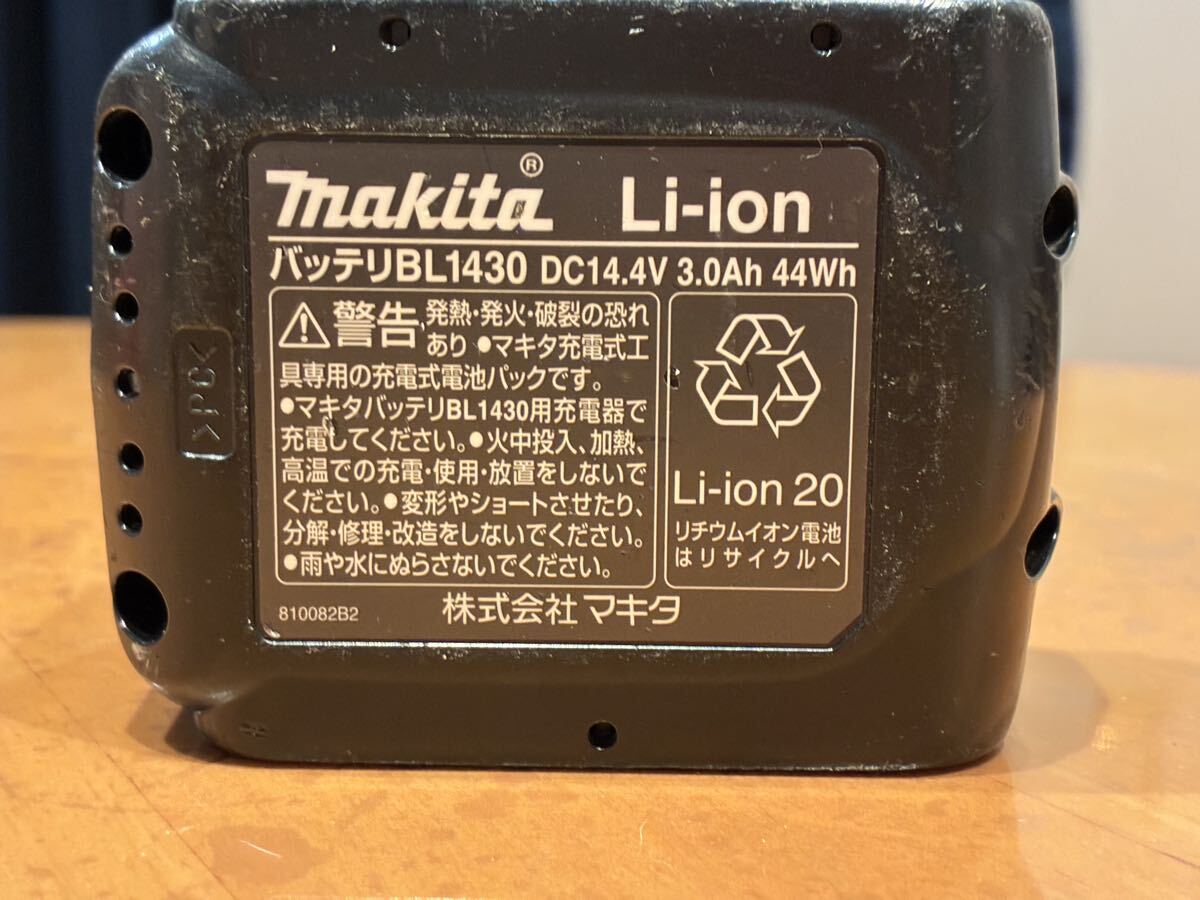 makita® Li-ion
バッテリBL1430 DC14.4V 3.0Ah 44Wh
警告 発熱・発火・破裂の恐れ
あり ●マキタ充電式工
具専用の充電式電池パックです。
●マキタバッテリBL1430用充電器で
充電してください。●火中投入、加熱、
高温での充電・使用・放置をしないで
ください。●変形やショートさせたり、
分解・修理・改造をしないでください。
●雨や水にぬらさないでください。
Li-ion 20
リチウムイオン電池
はリサイクルへ
810082B2 株式会社マキタ
>PC<